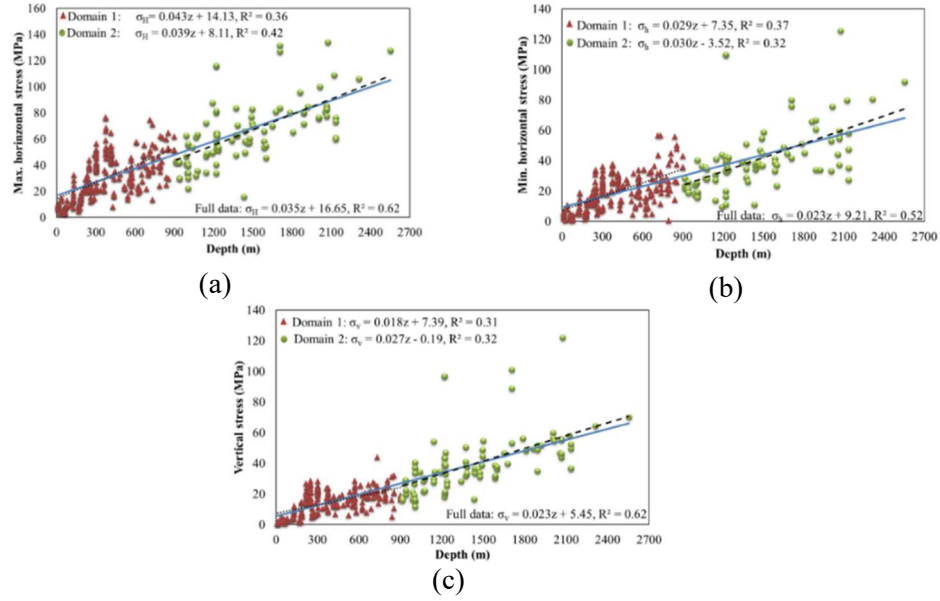 Domain 1: σH= 0.043z + 14.13, R² = 0.36
Domain 2: σH = 0.039z + 8.11, R² = 0.42
160
140
120
100
80
60
40
20
0
Max. horinzontal stress (MPa)
Full data: σH = 0.035z + 16.65, R² = 0.62
0 300 600 900 1200 1500 1800 2100 2400 2700
Depth (m)
(a)
Domain 1: σh = 0.029z + 7.35, R² = 0.37
Domain 2: σh = 0.030z - 3.52, R² = 0.32
140
120
100
80
60
40
20
0
Min. horizontal stress (MPa)
Full data: σh = 0.023z + 9.21, R² = 0.52
0 300 600 900 1200 1500 1800 2100 2400 2700
Depth (m)
(b)
Domain 1: σv = 0.018z + 7.39, R² = 0.31
Domain 2: σv = 0.027z - 0.19, R² = 0.32
140
120
100
80
60
40
20
0
Vertical stress (MPa)
Full data: σv = 0.023z + 5.45, R² = 0.62
0 300 600 900 1200 1500 1800 2100 2400 2700
Depth (m)
(c)